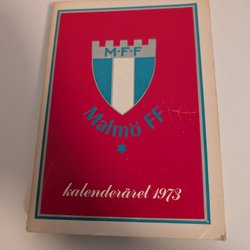 M·F·F
Malmö FF
kalenderåret 1973